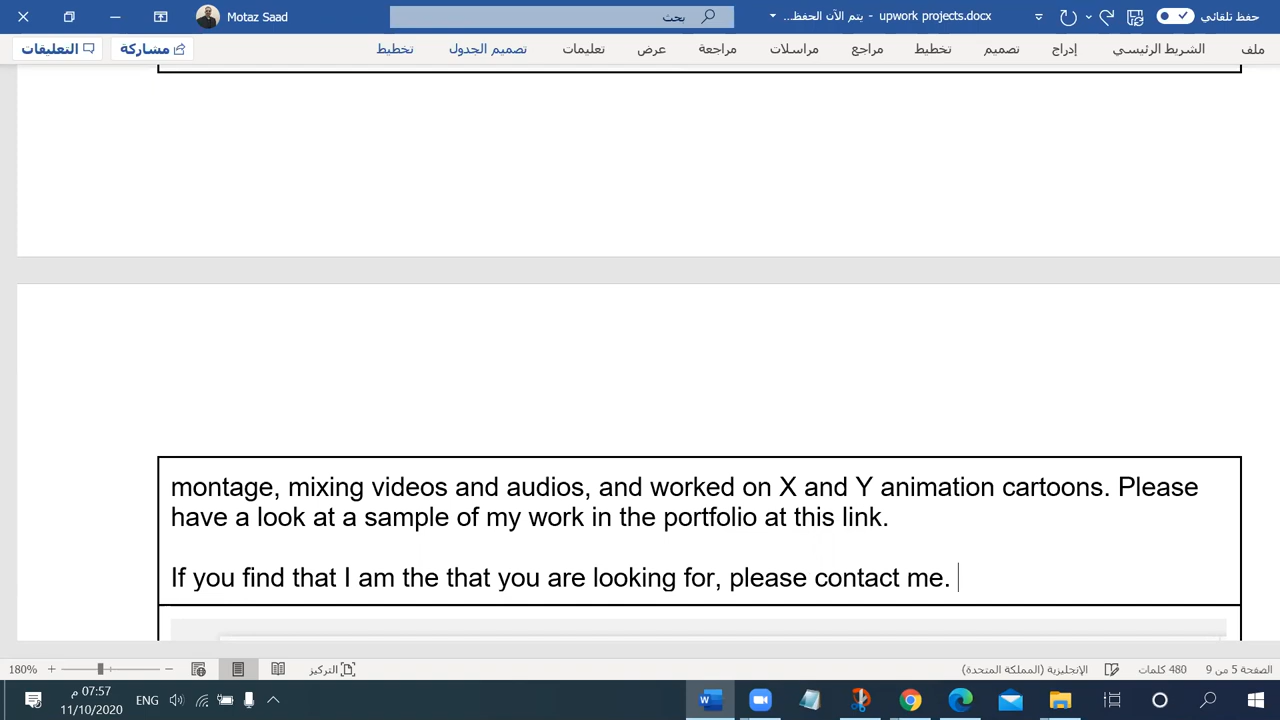 حفظ تلقائي
upwork projects.docx - يتم الآن الحفظ...
بحث
Motaz Saad
ملف الشريط الرئيسي إدراج تصميم تخطيط مراجع مراسلات مراجعة عرض تعليمات تصميم الجدول تخطيط
مشاركة
التعليقات
montage, mixing videos and audios, and worked on X and Y animation cartoons. Please
have a look at a sample of my work in the portfolio at this link.
If you find that I am the that you are looking for, please contact me.
الصفحة 5 من 9 480 كلمات الإنجليزية (المملكة المتحدة)
التركيز
180%
ENG
07:57 م
11/10/2020